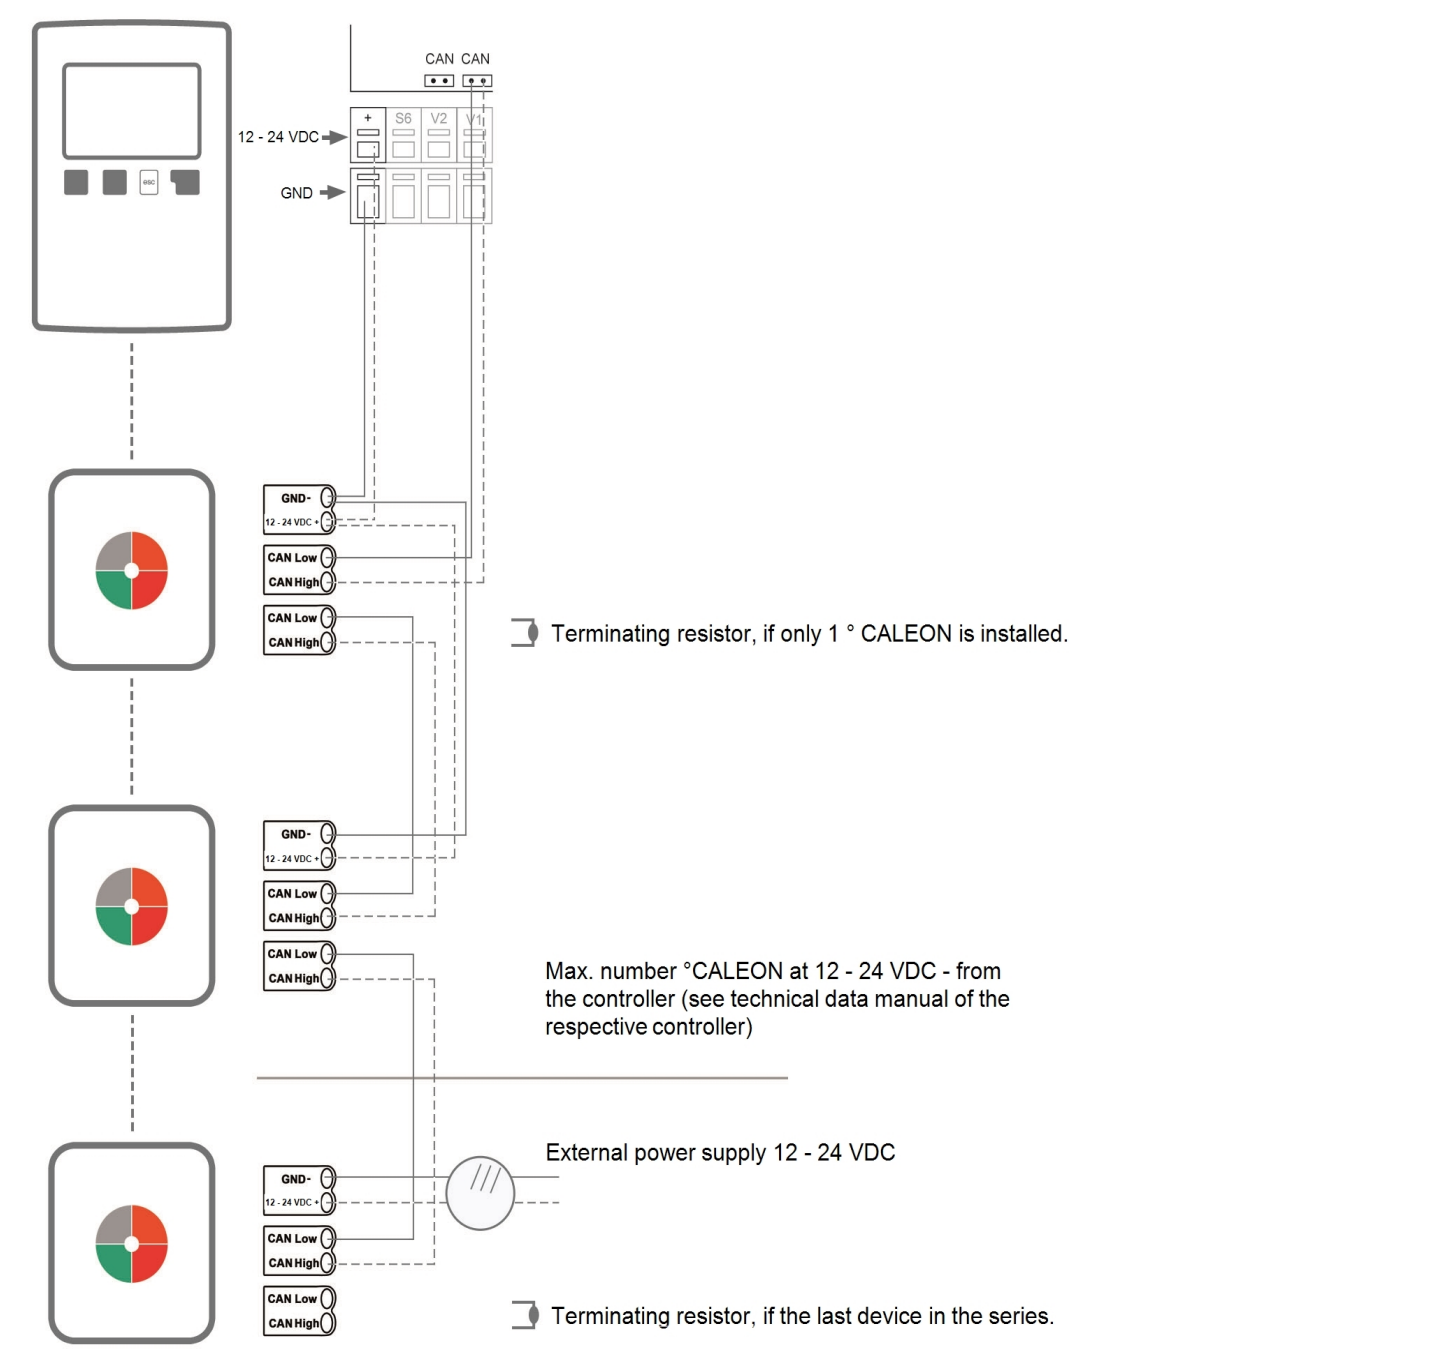 CAN CAN
+ S6 V2 V1
12 - 24 VDC
esc
GND
GND-
12 - 24 VDC +
CAN Low
CAN High
CAN Low
CAN High
Terminating resistor, if only 1 ° CALEON is installed.
GND-
12 - 24 VDC +
CAN Low
CAN High
CAN Low
CAN High
Max. number °CALEON at 12 - 24 VDC - from
the controller (see technical data manual of the
respective controller)
External power supply 12 - 24 VDC
GND-
12 - 24 VDC +
CAN Low
CAN High
CAN Low
CAN High
Terminating resistor, if the last device in the series.